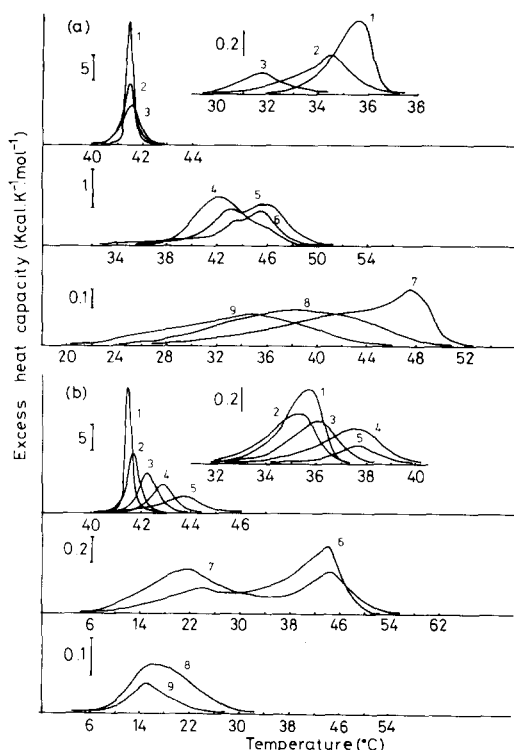 Excess heat capacity (Kcal.K⁻¹mol⁻¹)
(a)
5
1
2
3
40 42 44
0.2
1
2
3
30 32 34 36 38
1
4
5
6
34 38 42 46 50 54
0.1
9
8
7
20 24 28 32 36 40 44 48 52
(b)
5
1
2
3
4
5
40 42 44 46
0.2
1
2
3
4
5
32 34 36 38 40
0.2
7
6
6 14 22 30 38 46 54 62
0.1
8
9
6 14 22 30 38 46 54
Temperature (°C)